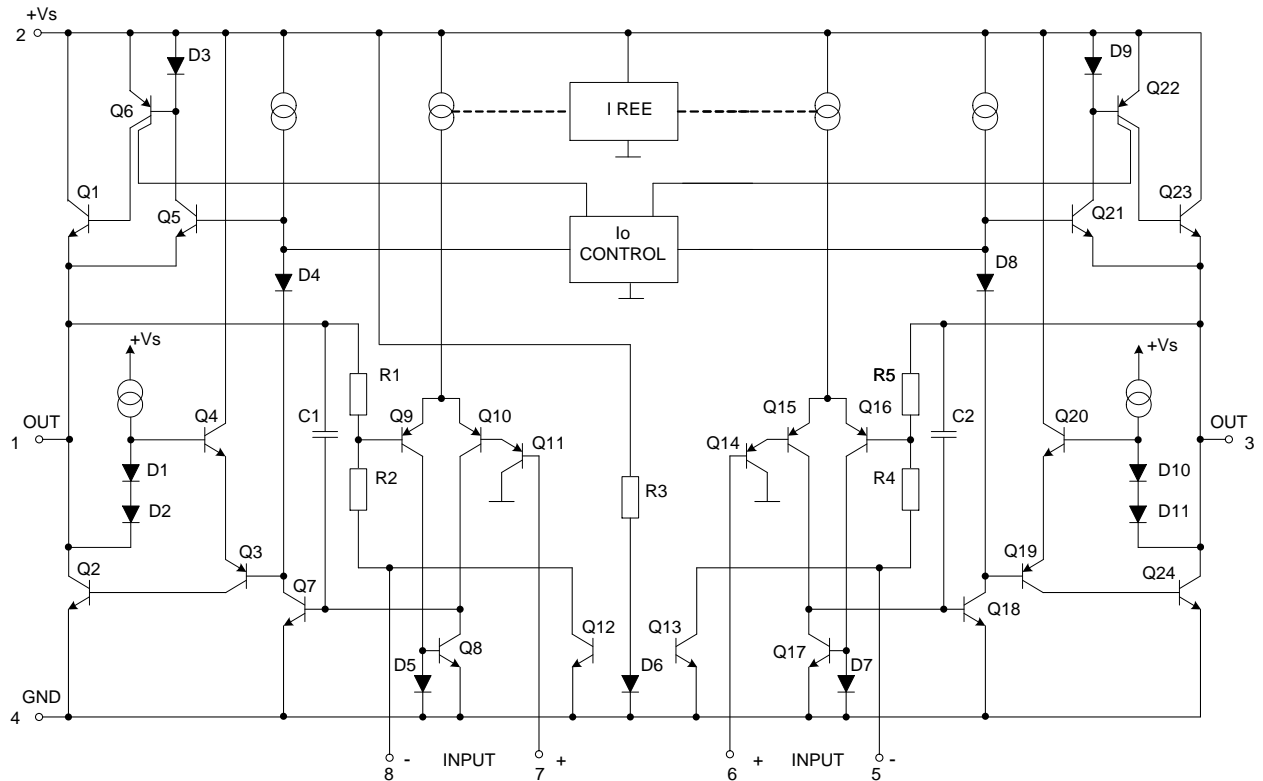 +Vs
2
D3
D9
Q6
Q22
I REE
Q1
Q5
Io
CONTROL
Q21
Q23
D4
D8
+Vs
+Vs
R1
R5
OUT
1
Q4
C1
Q9
Q10
Q11
Q15
Q16
Q14
C2
Q20
OUT
3
D1
D2
R2
R3
R4
D10
D11
Q3
Q2
Q7
Q19
Q24
Q18
Q12
Q13
Q8
Q17
D5
D6
D7
GND
4
- INPUT +
8 7
+ INPUT -
6 5